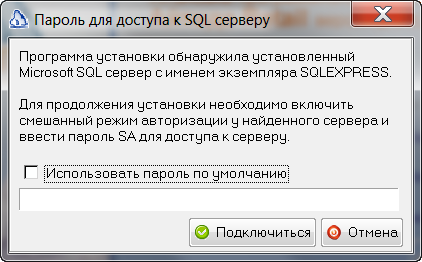 Пароль для доступа к SQL серверу
Программа установки обнаружила установленный
Microsoft SQL сервер с именем экземпляра SQLEXPRESS.
Для продолжения установки необходимо включить
смешанный режим авторизации у найденного сервера и
ввести пароль SA для доступа к серверу.
Использовать пароль по умолчанию
Подключиться
Отмена